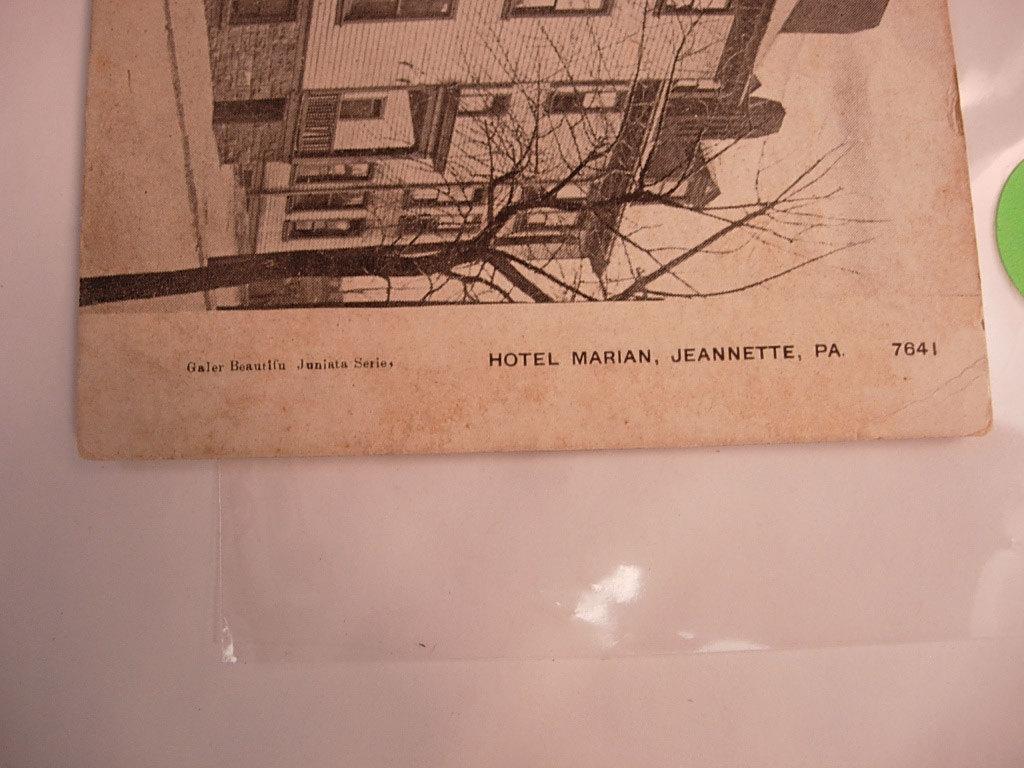 Galer Beautifu Juniata Series
HOTEL MARIAN, JEANNETTE, PA.
7641